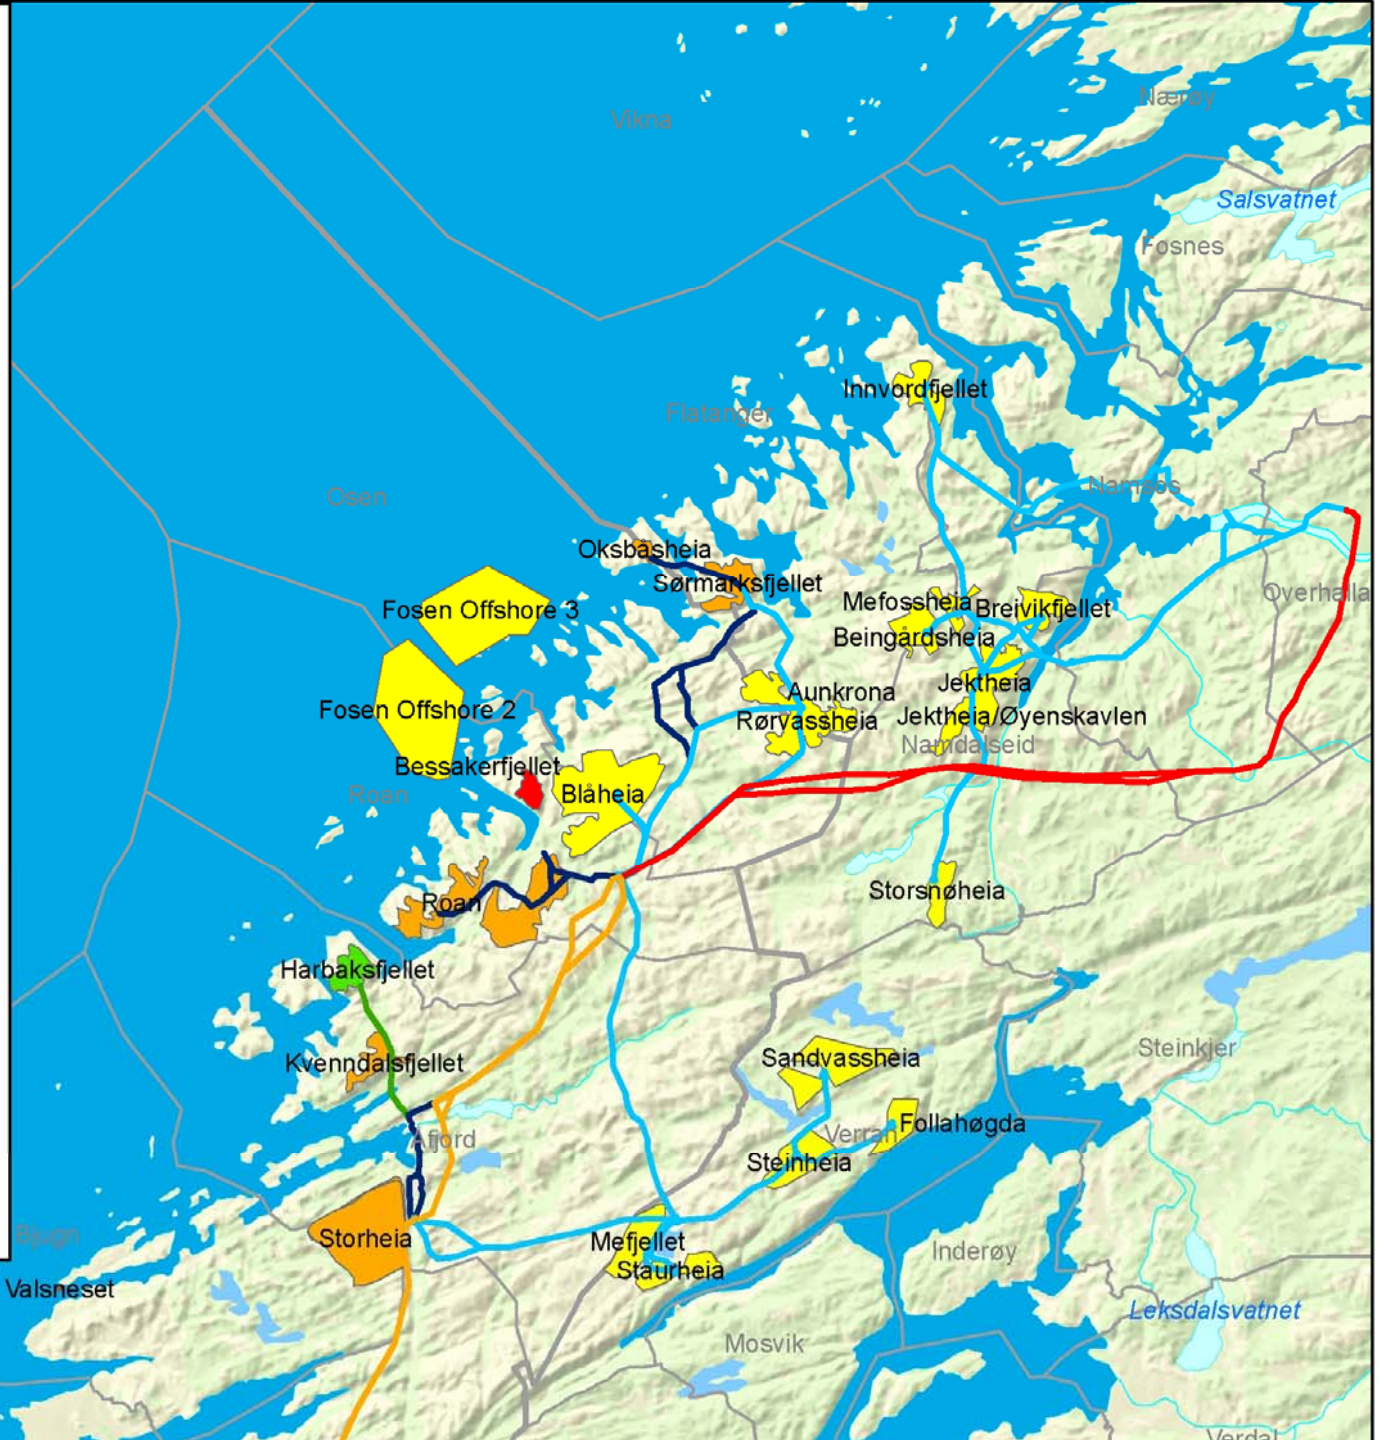 Nærøy
Vikna
Salsvatnet
Fosnes
Innvordfjellet
Flatanger
Namsos
Osen
Oksbåsheia
Sørmarksfjellet
Overhalla
Fosen Offshore 3
Mefossheia
Breivikfjellet
Beingårdsheia
Jektheia
Aunkrona
Fosen Offshore 2
Rørvassheia
Jektheia/Øyenskavlen
Namdalseid
Bessakerfjellet
Roan
Blåheia
Storsnøheia
Roan
Harbaksfjellet
Steinkjer
Sandvassheia
Kvenndalsfjellet
Follahøgda
Verran
Åfjord
Steinheia
Bjugn
Storheia
Mefjellet
Inderøy
Staurheia
Valsneset
Leksdalsvatnet
Mosvik
Verdal